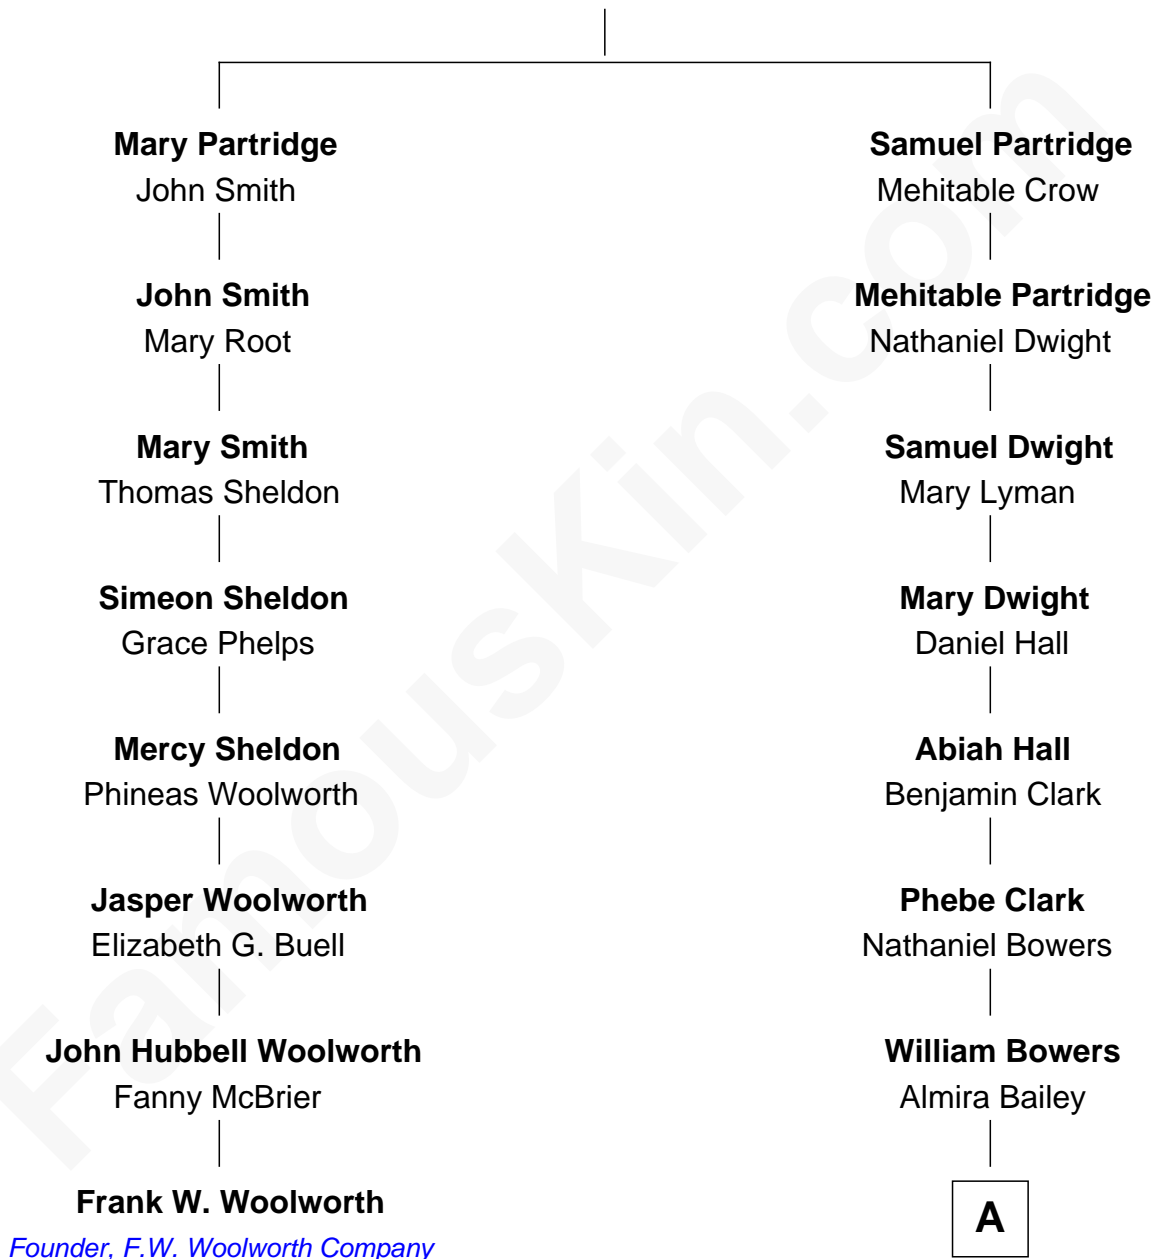 Mary Partridge
John Smith
John Smith
Mary Root
Mary Smith
Thomas Sheldon
Simeon Sheldon
Grace Phelps
Mercy Sheldon
Phineas Woolworth
Jasper Woolworth
Elizabeth G. Buell
John Hubbell Woolworth
Fanny McBrier
Frank W. Woolworth
Founder, F.W. Woolworth Company
Samuel Partridge
Mehitable Crow
Mehitable Partridge
Nathaniel Dwight
Samuel Dwight
Mary Lyman
Mary Dwight
Daniel Hall
Abiah Hall
Benjamin Clark
Phebe Clark
Nathaniel Bowers
William Bowers
Almira Bailey
A
FamousKin.com